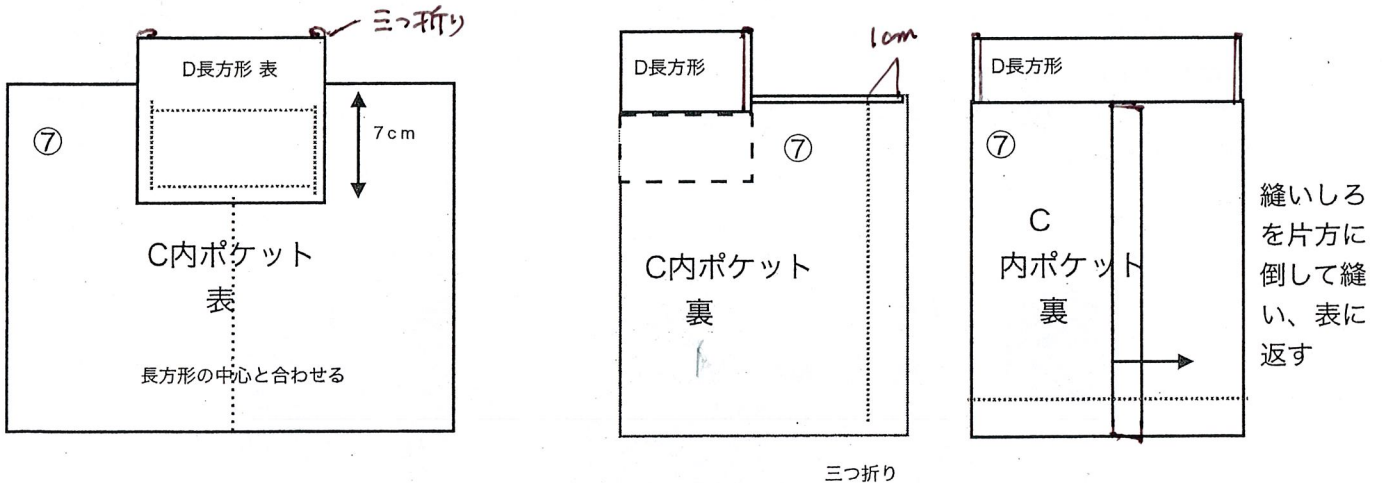 三つ折り
D長方形 表
⑦
7cm
C内ポケット
表
長方形の中心と合わせる
1cm
D長方形
⑦
C内ポケット
裏
三つ折り
D長方形
⑦
C
内ポケット
裏
縫いしろ
を片方に
倒して縫
い、表に
返す